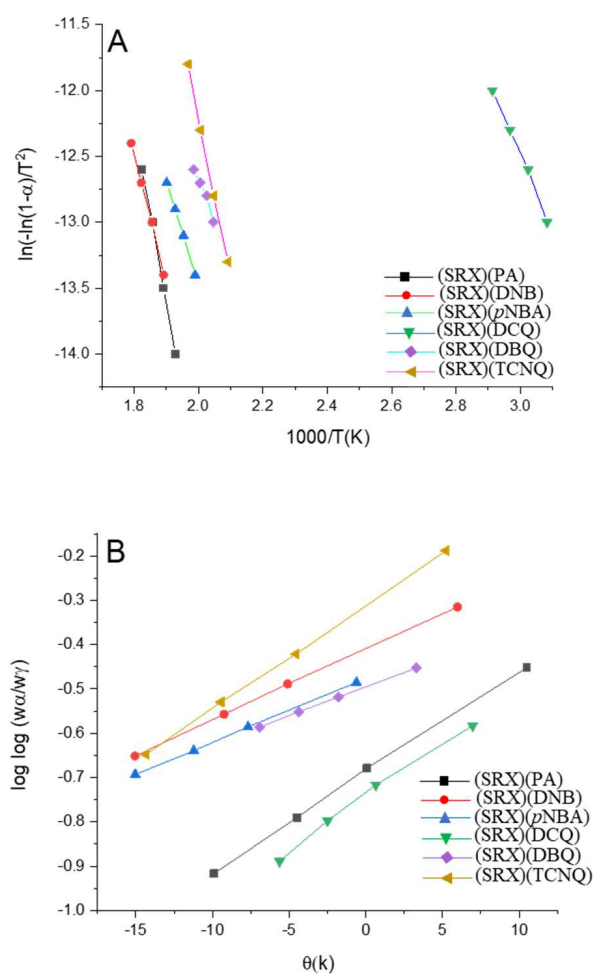 A
-11.5
-12.0
-12.5
-13.0
-13.5
-14.0
ln(-ln(1-α)/T²)
1.8 2.0 2.2 2.4 2.6 2.8 3.0
1000/T(K)
(SRX)(PA)
(SRX)(DNB)
(SRX)(pNBA)
(SRX)(DCQ)
(SRX)(DBQ)
(SRX)(TCNQ)
B
-0.2
-0.3
-0.4
-0.5
-0.6
-0.7
-0.8
-0.9
-1.0
log log (wα/wγ)
-15 -10 -5 0 5 10
θ(k)
(SRX)(PA)
(SRX)(DNB)
(SRX)(pNBA)
(SRX)(DCQ)
(SRX)(DBQ)
(SRX)(TCNQ)